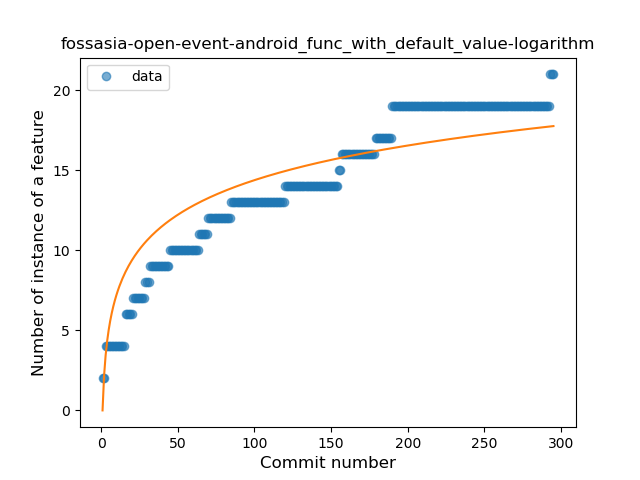 fossasia-open-event-android_func_with_default_value-logarithm
data
Number of instance of a feature
20
15
10
5
0
0 50 100 150 200 250 300
Commit number